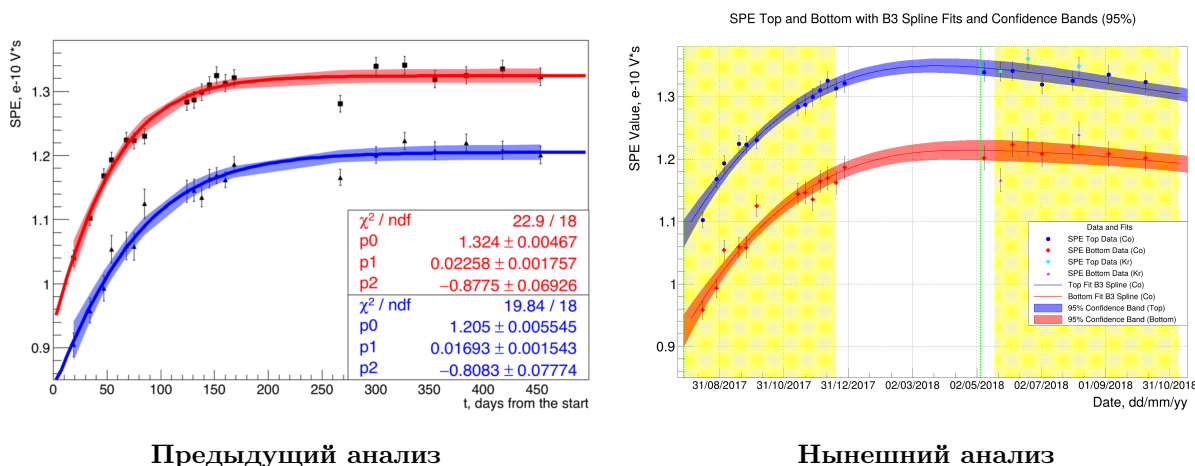 SPE Top and Bottom with B3 Spline Fits and Confidence Bands (95%)
SPE, e-10 V*s
1.3
1.2
1.1
1
0.9
0 50 100 150 200 250 300 350 400 450
t, days from the start
χ² / ndf 22.9 / 18
p0 1.324 ± 0.00467
p1 0.02258 ± 0.001757
p2 −0.8775 ± 0.06926
χ² / ndf 19.84 / 18
p0 1.205 ± 0.005545
p1 0.01693 ± 0.001543
p2 −0.8083 ± 0.07774
SPE Value, e-10 V*s
1.3
1.2
1.1
1
0.9
Data and Fits
SPE Top Data (Co)
SPE Bottom Data (Co)
SPE Top Data (Kr)
SPE Bottom Data (Kr)
Top Fit B3 Spline (Co)
Bottom Fit B3 Spline (Co)
95% Confidence Band (Top)
95% Confidence Band (Bottom)
31/08/2017 31/10/2017 31/12/2017 02/03/2018 02/05/2018 02/07/2018 01/09/2018 31/10/2018
Date, dd/mm/yy
Предыдущий анализ
Нынешний анализ